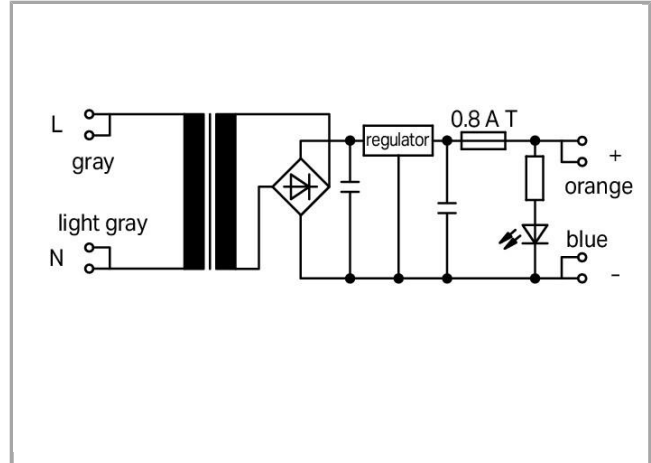 L
gray
light gray
N
regulator
0.8 A T
+
orange
blue
-